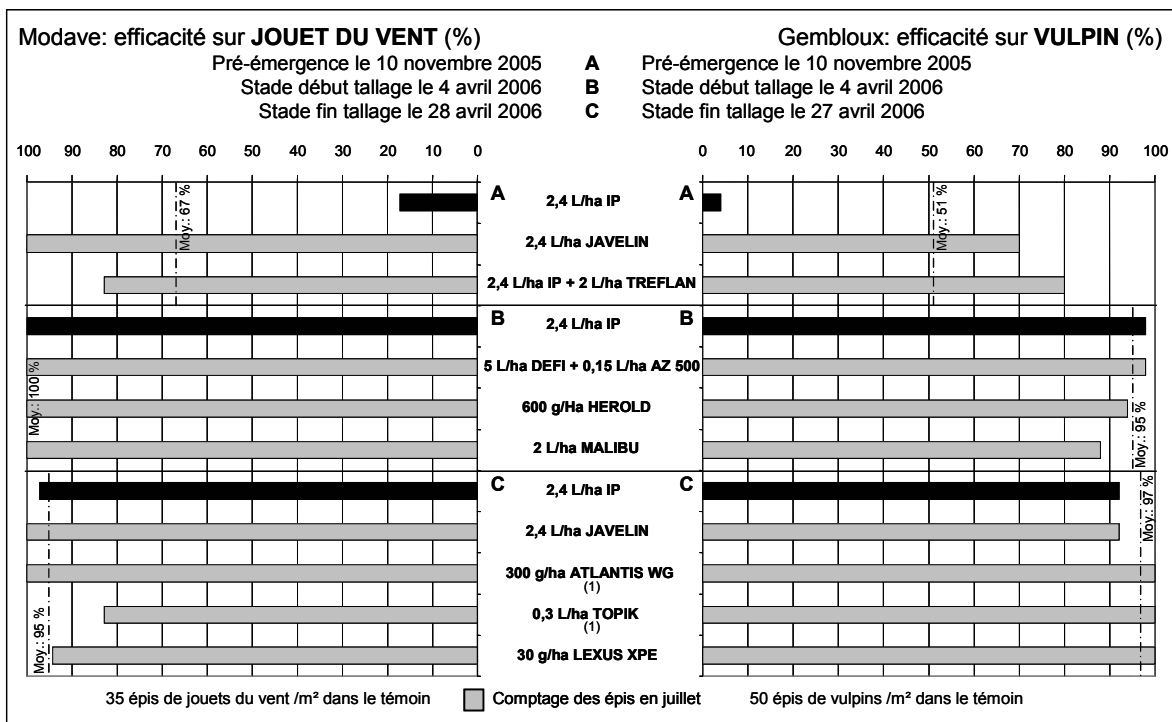 Modave: efficacité sur JOUET DU VENT (%)
Gembloux: efficacité sur VULPIN (%)
Pré-émergence le 10 novembre 2005 A Pré-émergence le 10 novembre 2005
Stade début tallage le 4 avril 2006 B Stade début tallage le 4 avril 2006
Stade fin tallage le 28 avril 2006 C Stade fin tallage le 27 avril 2006
100 90 80 70 60 50 40 30 20 10 0
0 10 20 30 40 50 60 70 80 90 100
A 2,4 L/ha IP A
Moy.: 67 %
Moy.: 51 %
2,4 L/ha JAVELIN
2,4 L/ha IP + 2 L/ha TREFLAN
B 2,4 L/ha IP B
5 L/ha DEFI + 0,15 L/ha AZ 500
Moy.: 100 %
600 g/Ha HEROLD
Moy.: 95 %
2 L/ha MALIBU
C 2,4 L/ha IP C
Moy.: 97 %
2,4 L/ha JAVELIN
300 g/ha ATLANTIS WG
(1)
0,3 L/ha TOPIK
(1)
Moy.: 95 %
30 g/ha LEXUS XPE
35 épis de jouets du vent /m² dans le témoin
Comptage des épis en juillet
50 épis de vulpins /m² dans le témoin